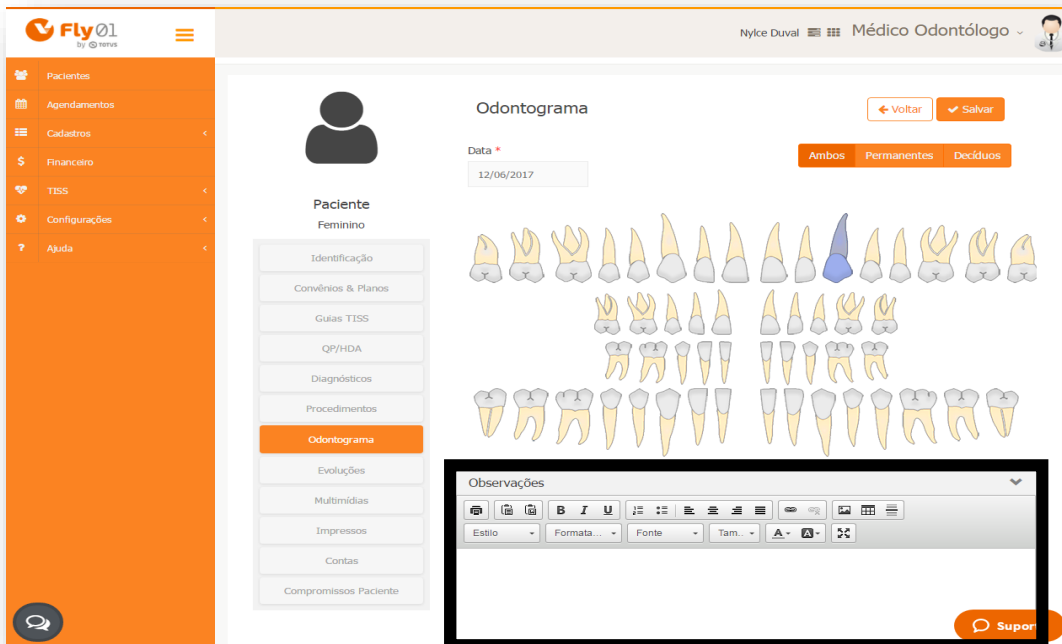 Fly01
by TOTVS
Nylce Duval
Médico Odontólogo
Pacientes
Agendamentos
Cadastros
$ Financeiro
TISS
Configurações
? Ajuda
Paciente
Feminino
Identificação
Convênios & Planos
Guias TISS
QP/HDA
Diagnósticos
Procedimentos
Odontograma
Evoluções
Multimídias
Impressos
Contas
Compromissos Paciente
Odontograma
Voltar
Salvar
Data *
12/06/2017
Ambos Permanentes Decíduos
Observações
B I U
Estilo Formata... Fonte Tam... A A
Supor